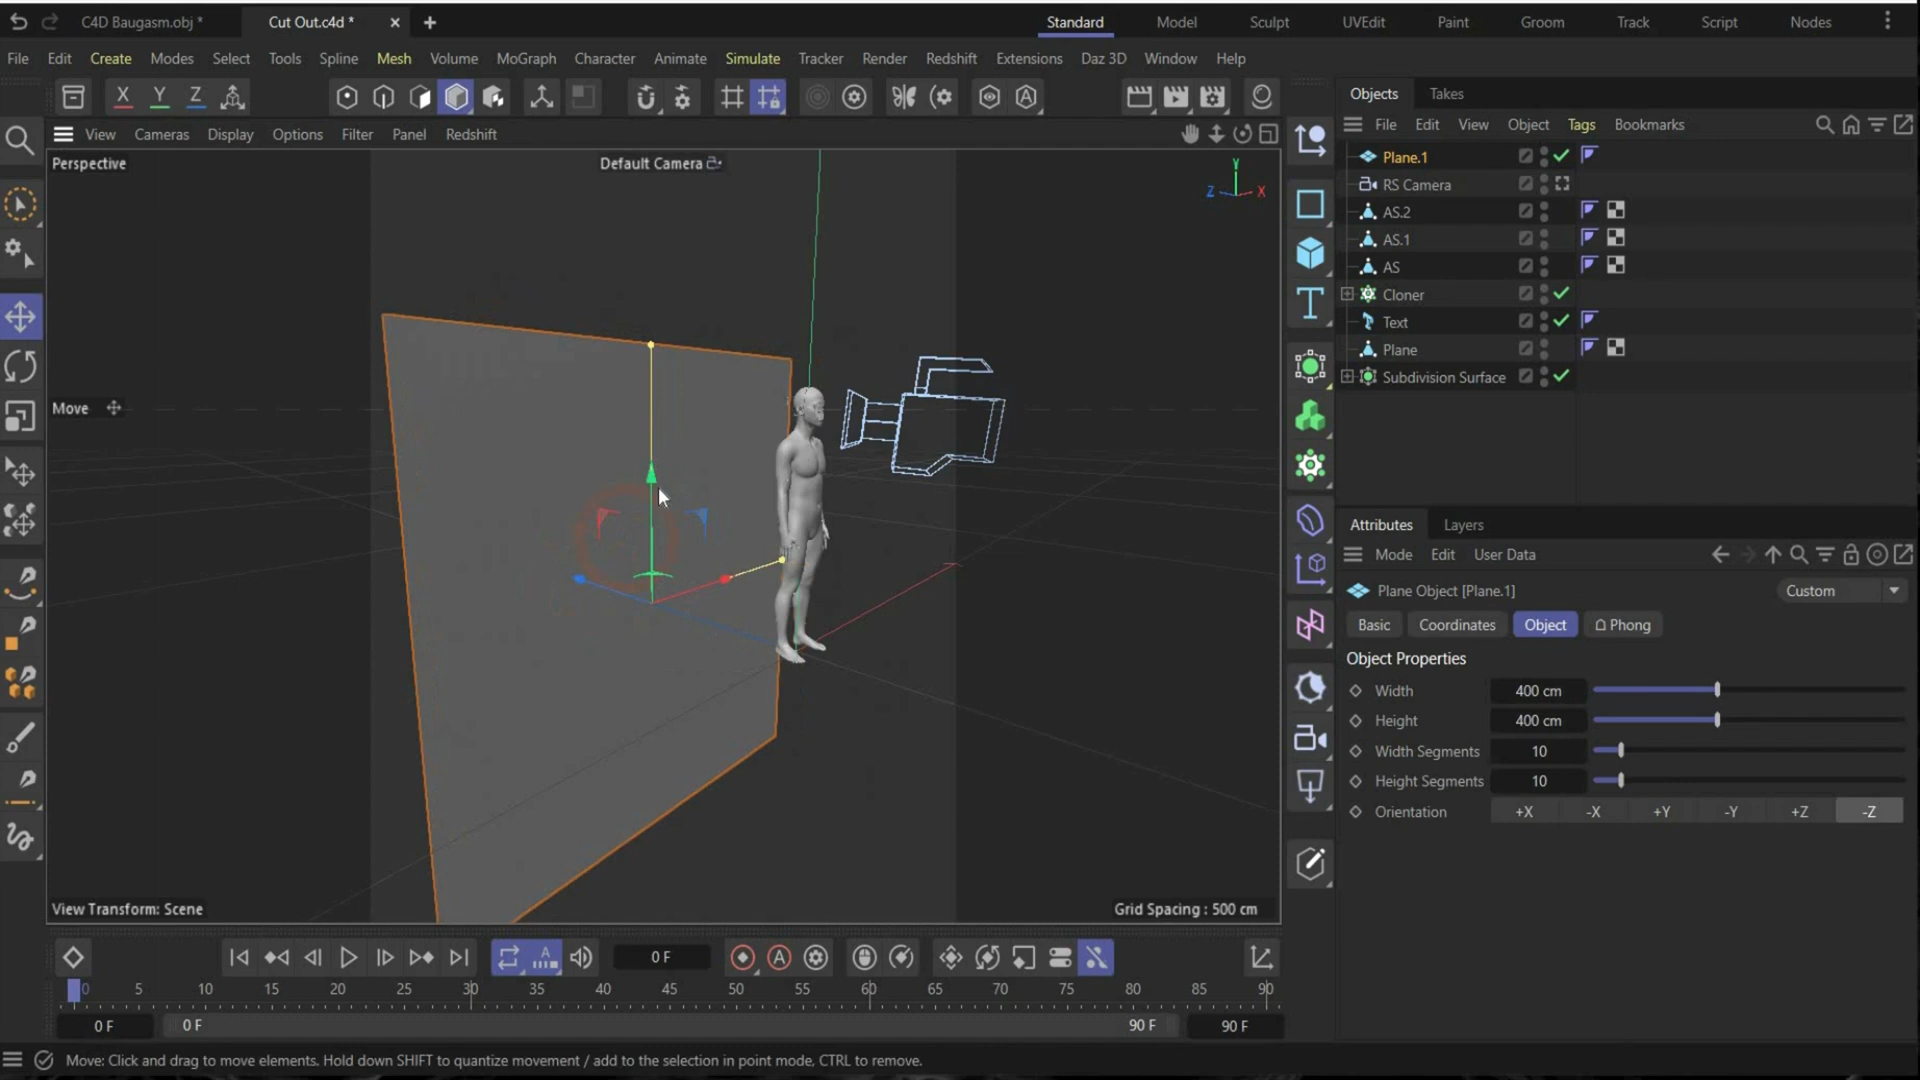 C4D Baugasm.obj *
Cut Out.c4d *
Standard
Model
Sculpt
UVEdit
Paint
Groom
Track
Script
Nodes
File Edit Create Modes Select Tools Spline Mesh Volume MoGraph Character Animate Simulate Tracker Render Redshift Extensions Daz 3D Window Help
X Y Z
Objects Takes
View Cameras Display Options Filter Panel Redshift
File Edit View Object Tags Bookmarks
Perspective
Default Camera
Y
Z X
Plane.1
RS Camera
AS.2
AS.1
AS
Cloner
Text
Plane
Subdivision Surface
Move
Attributes Layers
Mode Edit User Data
Plane Object [Plane.1]
Custom
Basic Coordinates Object Phong
Object Properties
Width 400 cm
Height 400 cm
Width Segments 10
Height Segments 10
Orientation +X -X +Y -Y +Z -Z
View Transform: Scene
Grid Spacing : 500 cm
0 F
0 5 10 15 20 25 30 35 40 45 50 55 60 65 70 75 80 85 90
0 F 0 F 90 F 90 F
Move: Click and drag to move elements. Hold down SHIFT to quantize movement / add to the selection in point mode, CTRL to remove.